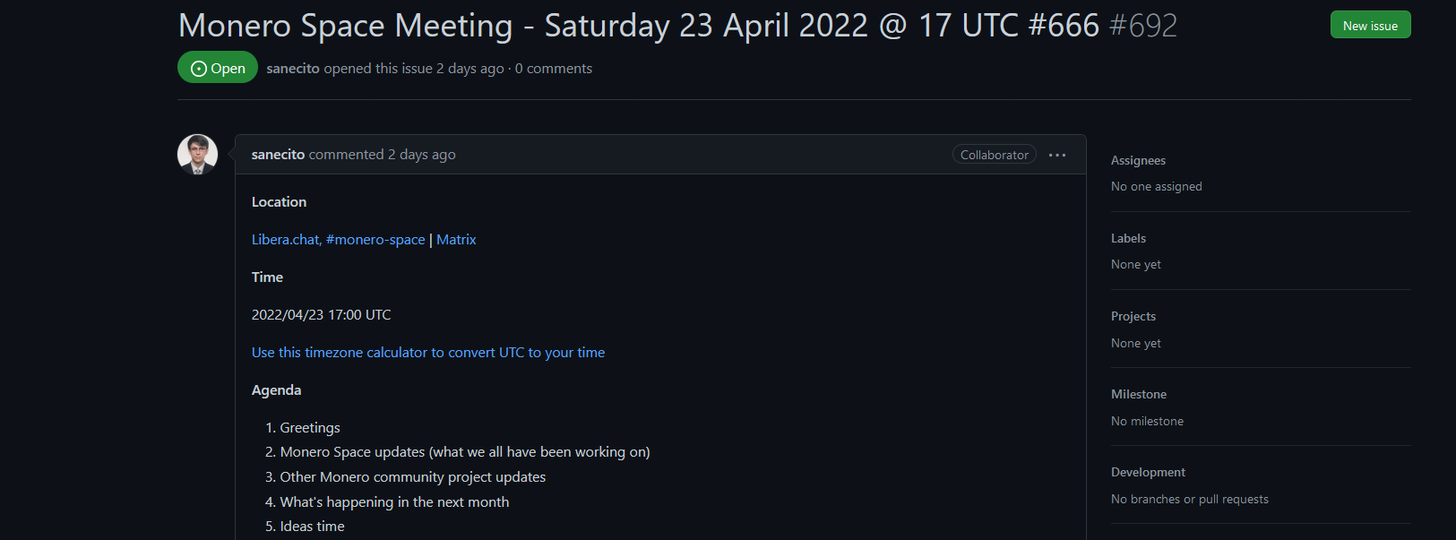 Monero Space Meeting - Saturday 23 April 2022 @ 17 UTC #666 #692
New issue
Open
sanecito opened this issue 2 days ago · 0 comments
sanecito commented 2 days ago
Collaborator
Location
Libera.chat, #monero-space | Matrix
Time
2022/04/23 17:00 UTC
Use this timezone calculator to convert UTC to your time
Agenda
1. Greetings
2. Monero Space updates (what we all have been working on)
3. Other Monero community project updates
4. What's happening in the next month
5. Ideas time
Assignees
No one assigned
Labels
None yet
Projects
None yet
Milestone
No milestone
Development
No branches or pull requests